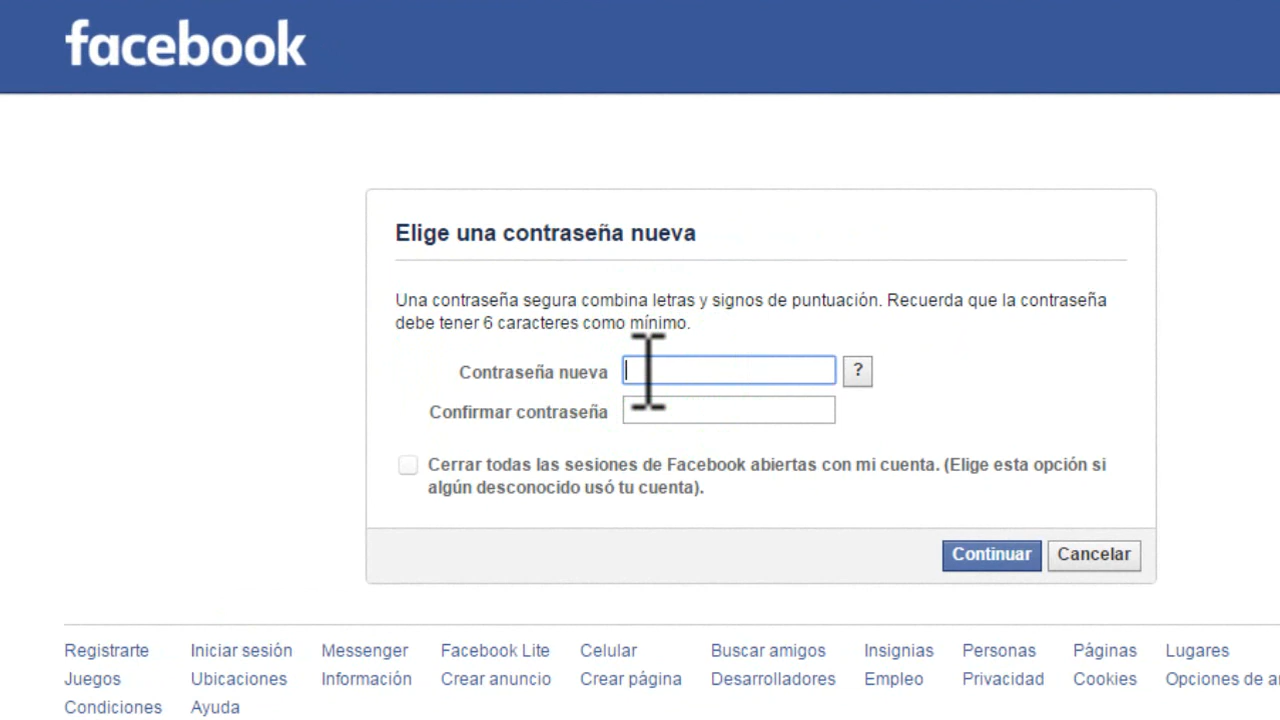 facebook
Elige una contraseña nueva
Una contraseña segura combina letras y signos de puntuación. Recuerda que la contraseña
debe tener 6 caracteres como mínimo.
Contraseña nueva ?
Confirmar contraseña
Cerrar todas las sesiones de Facebook abiertas con mi cuenta. (Elige esta opción si
algún desconocido usó tu cuenta).
Continuar Cancelar
Registrarte Iniciar sesión Messenger Facebook Lite Celular Buscar amigos Insignias Personas Páginas Lugares
Juegos Ubicaciones Información Crear anuncio Crear página Desarrolladores Empleo Privacidad Cookies Opciones de
Condiciones Ayuda